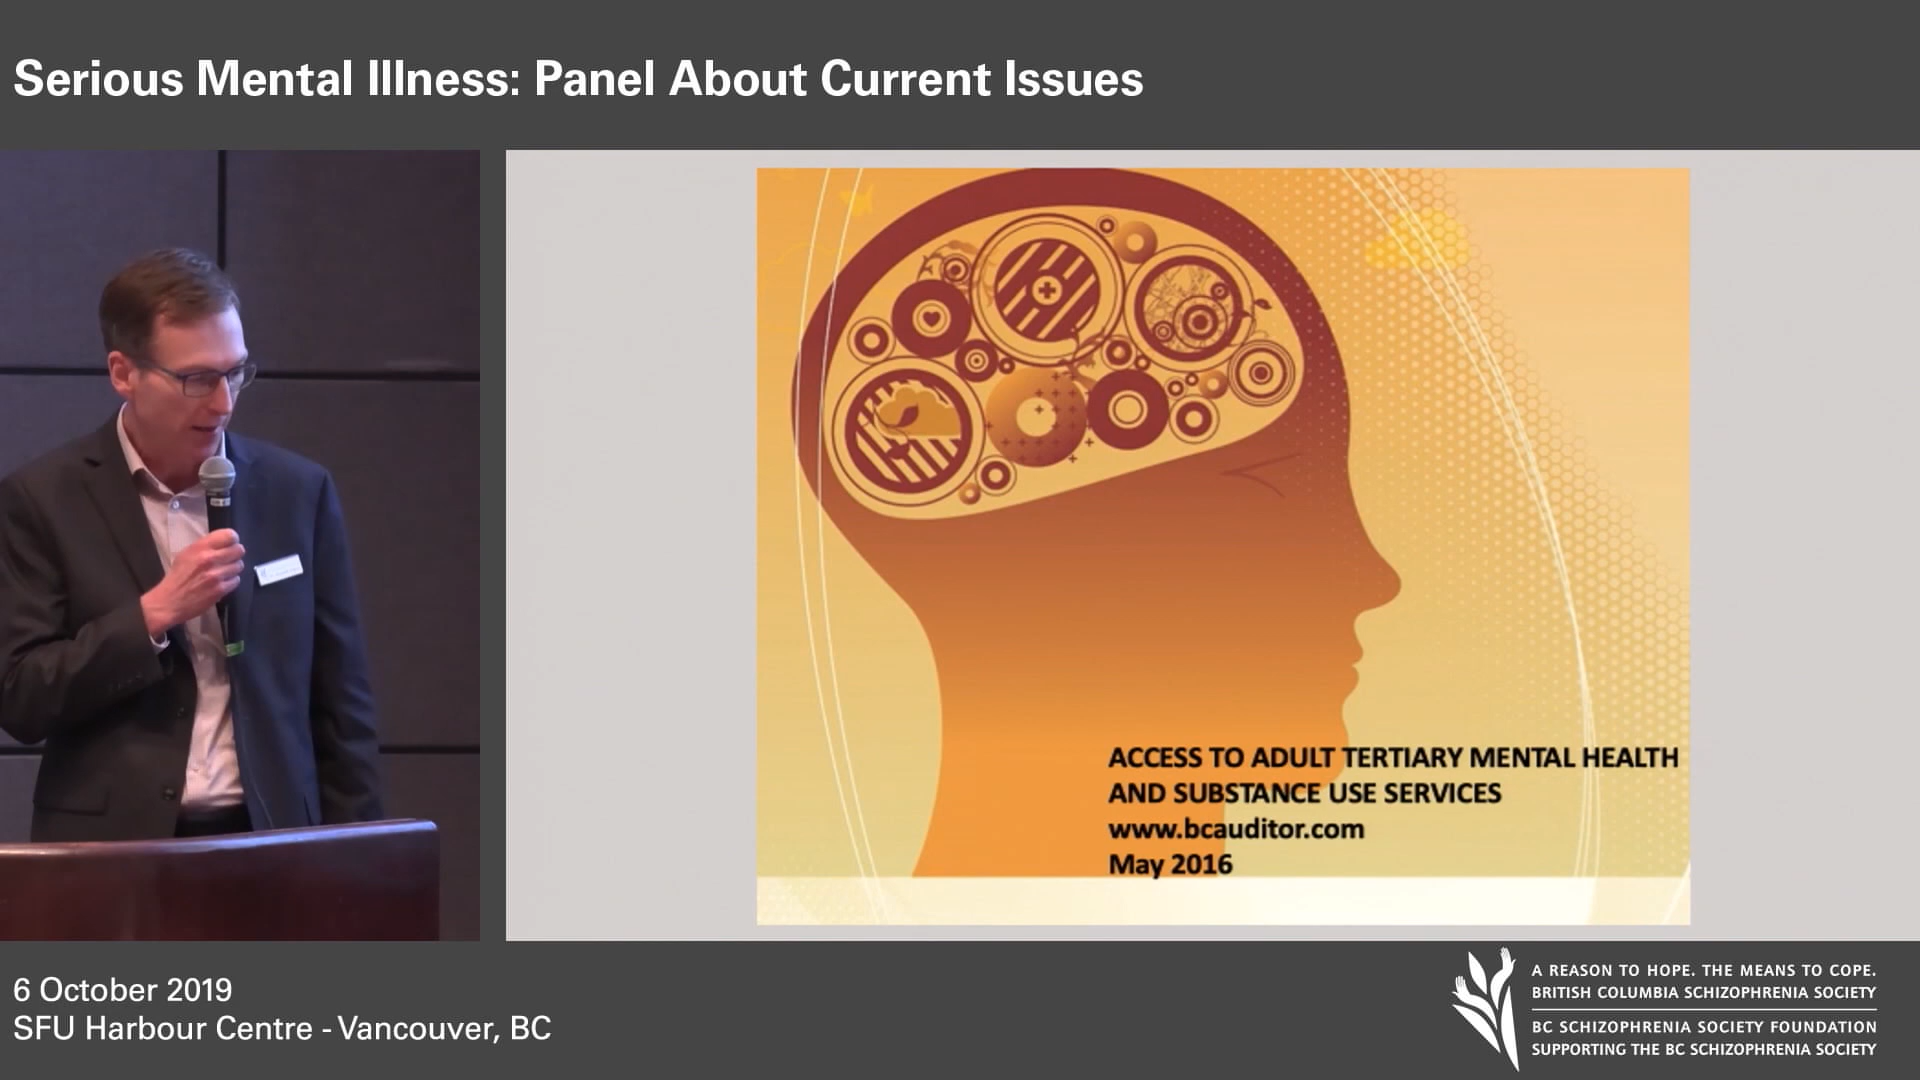 Serious Mental Illness: Panel About Current Issues
ACCESS TO ADULT TERTIARY MENTAL HEALTH
AND SUBSTANCE USE SERVICES
www.bcauditor.com
May 2016
6 October 2019
SFU Harbour Centre - Vancouver, BC
A REASON TO HOPE. THE MEANS TO COPE.
BRITISH COLUMBIA SCHIZOPHRENIA SOCIETY
BC SCHIZOPHRENIA SOCIETY FOUNDATION
SUPPORTING THE BC SCHIZOPHRENIA SOCIETY